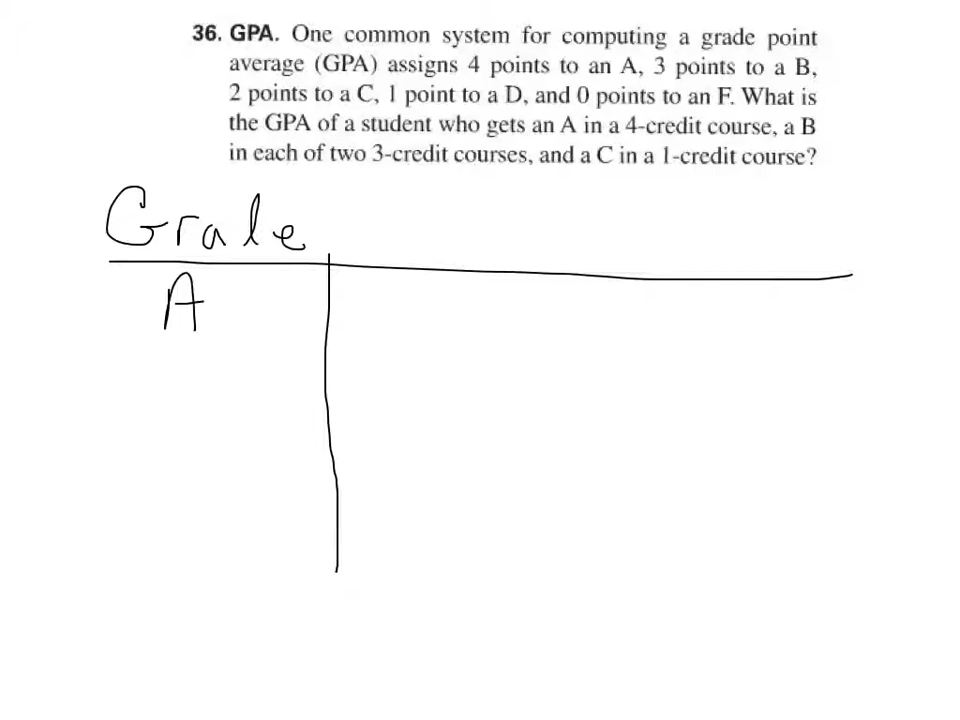 36. GPA. One common system for computing a grade point
average (GPA) assigns 4 points to an A, 3 points to a B,
2 points to a C, 1 point to a D, and 0 points to an F. What is
the GPA of a student who gets an A in a 4-credit course, a B
in each of two 3-credit courses, and a C in a 1-credit course?
Grade
A